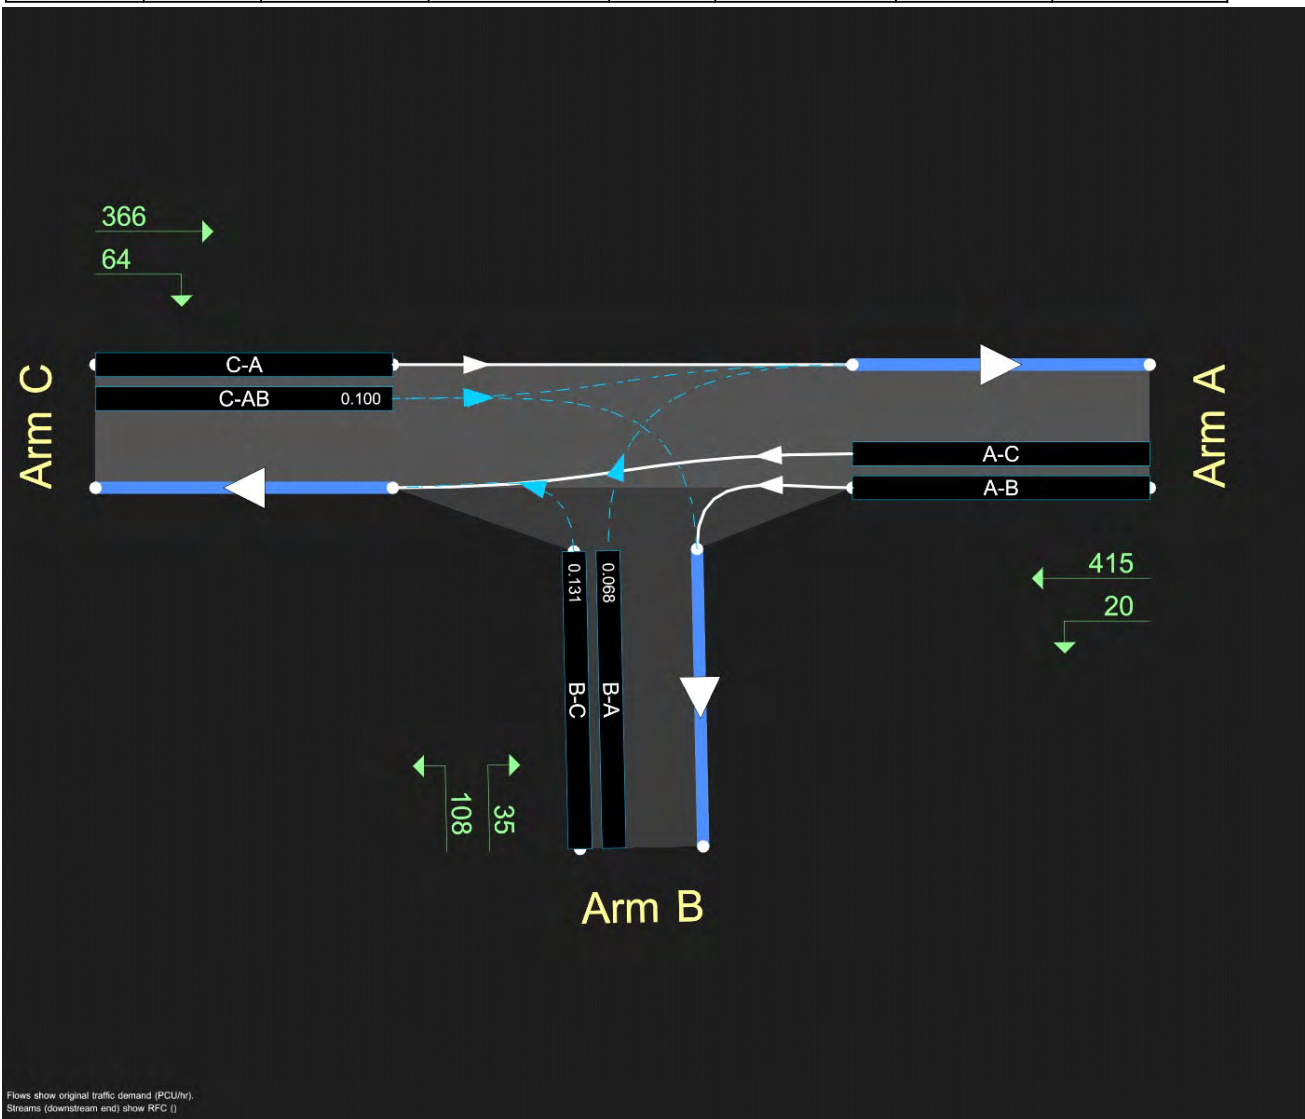 366
64
Arm C
C-A
C-AB 0.100
Arm A
A-C
A-B
415
20
0.131
0.068
B-C
B-A
108
35
Arm B
Flows show original traffic demand (PCU/hr).
Streams (downstream end) show RFC ()